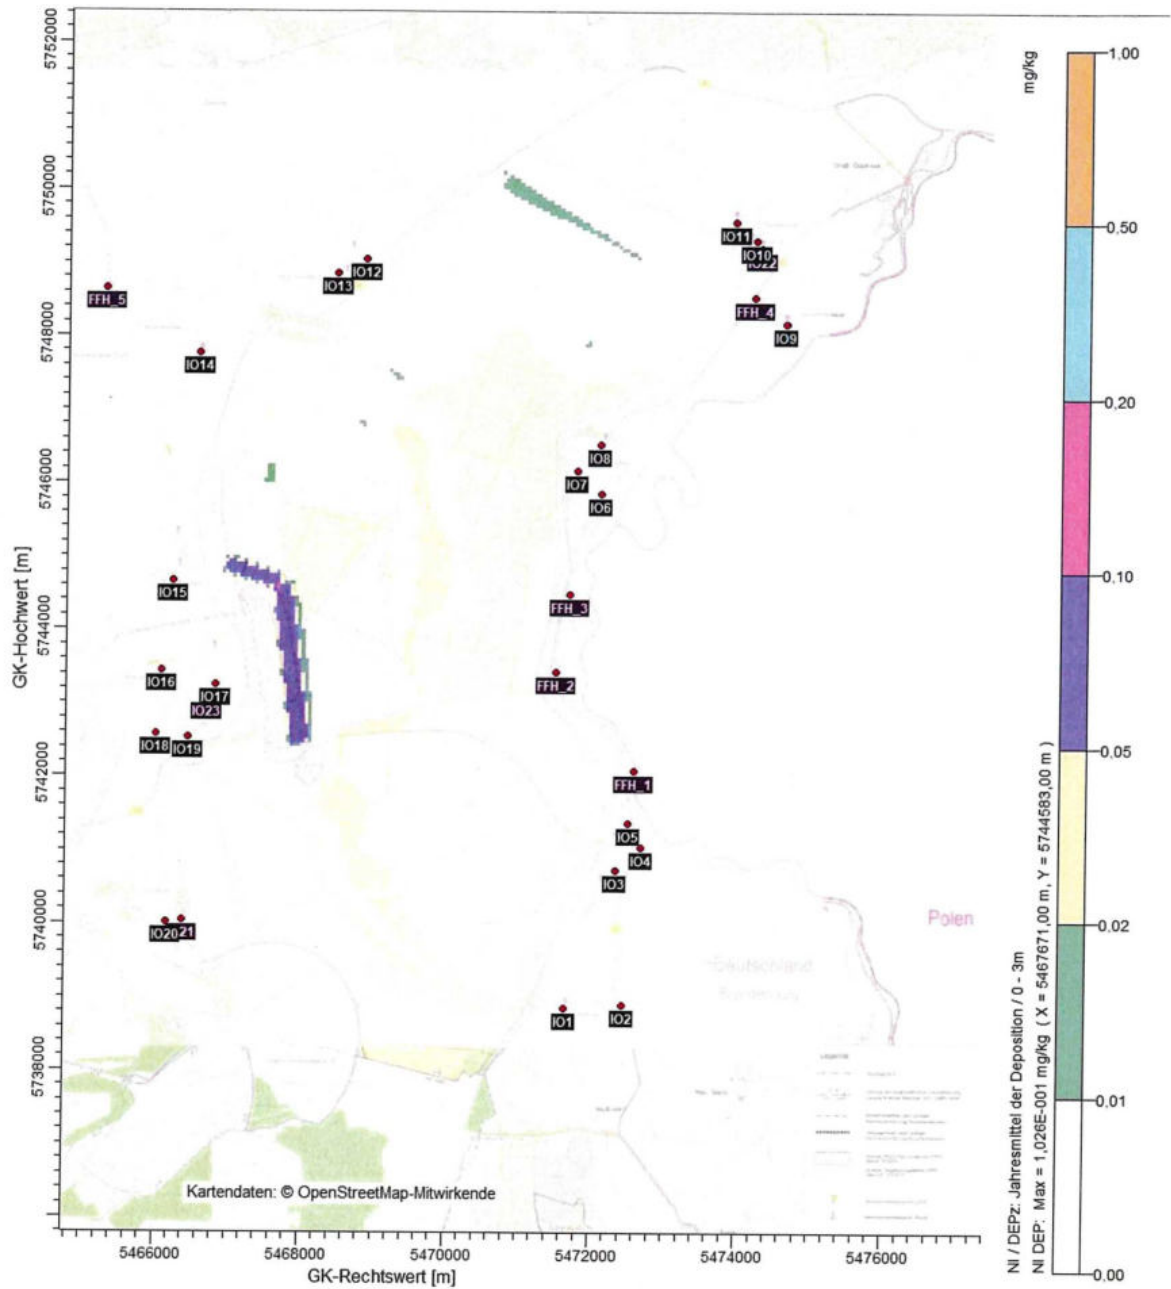 5752000
5750000
5748000
5746000
5744000
5742000
5740000
5738000
GK-Hochwert [m]
5466000
5468000
5470000
5472000
5474000
5476000
GK-Rechtswert [m]
IO11
IO10
IO22
IO12
IO13
FFH_5
FFH_4
IO9
IO14
IO8
IO7
IO6
IO15
FFH_3
IO16
FFH_2
IO17
IO23
IO18
IO19
FFH_1
IO5
IO4
IO3
IO20
21
IO1
IO2
Polen
Deutschland
Kartendaten: © OpenStreetMap-Mitwirkende
mg/kg
1.00
0.50
0,20
0,10
0,05
0,02
0,01
0,00
NI / DEPz: Jahresmittel der Deposition / 0 - 3m
NI DEP: Max = 1,026E-001 mg/kg ( X = 5467671,00 m, Y = 5744583,00 m )